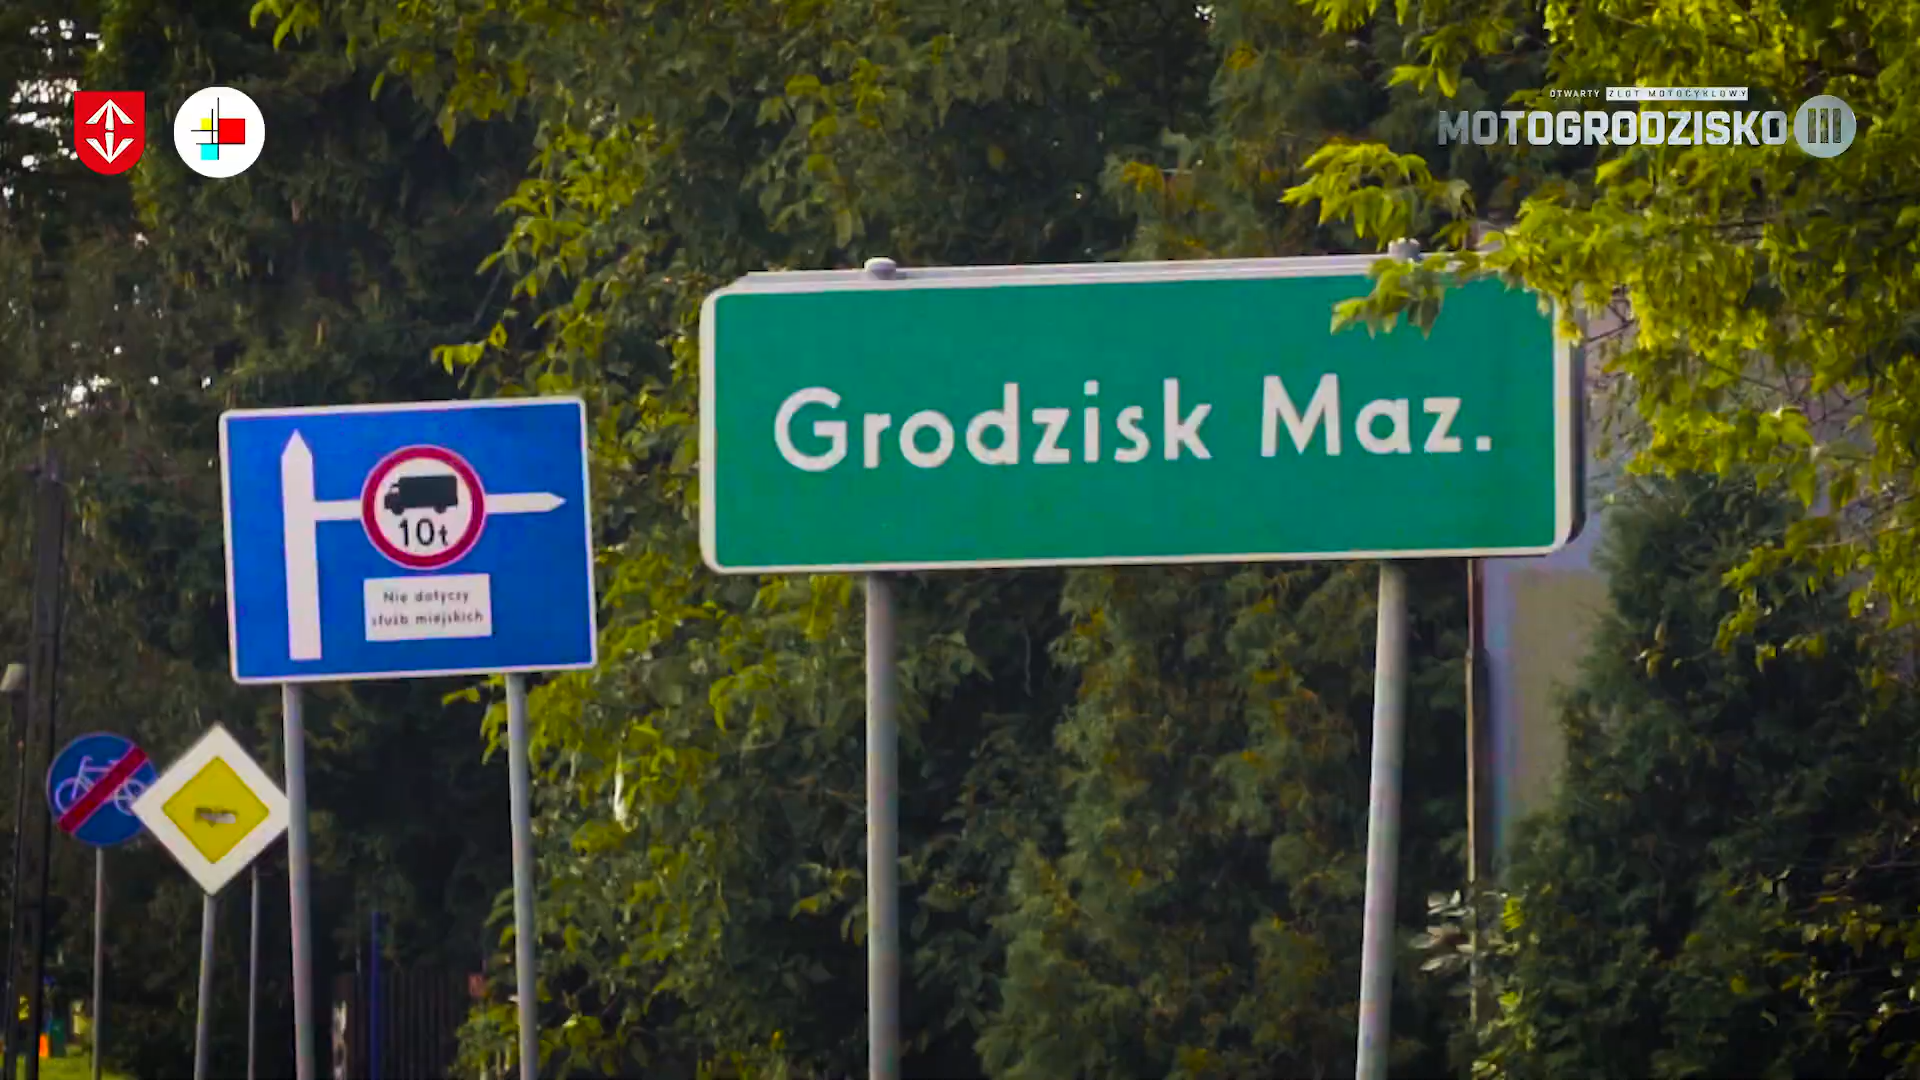 OTWARTY ZLOT MOTOCYKLOWY
MOTOGRODZISKO III
Grodzisk Maz.
10t
Nie dotyczy
służb miejskich